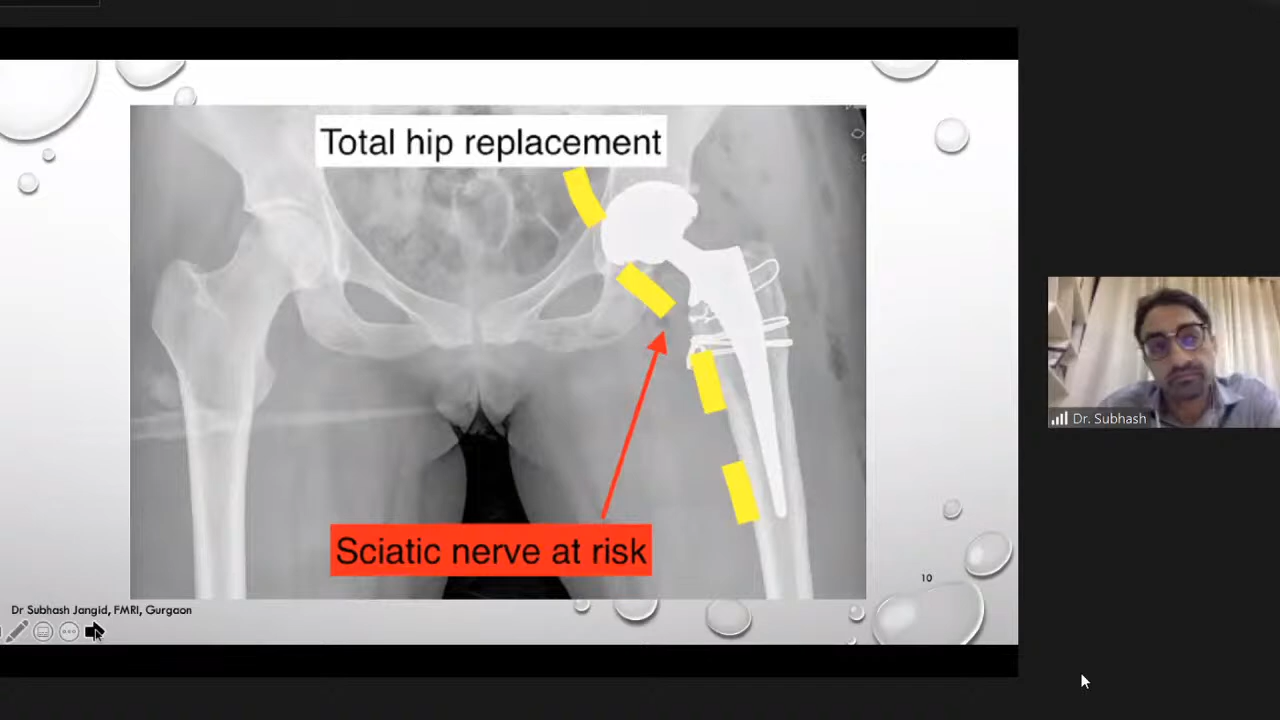 Total hip replacement
Sciatic nerve at risk
10
Dr Subhash Jangid, FMRI, Gurgaon
Dr. Subhash